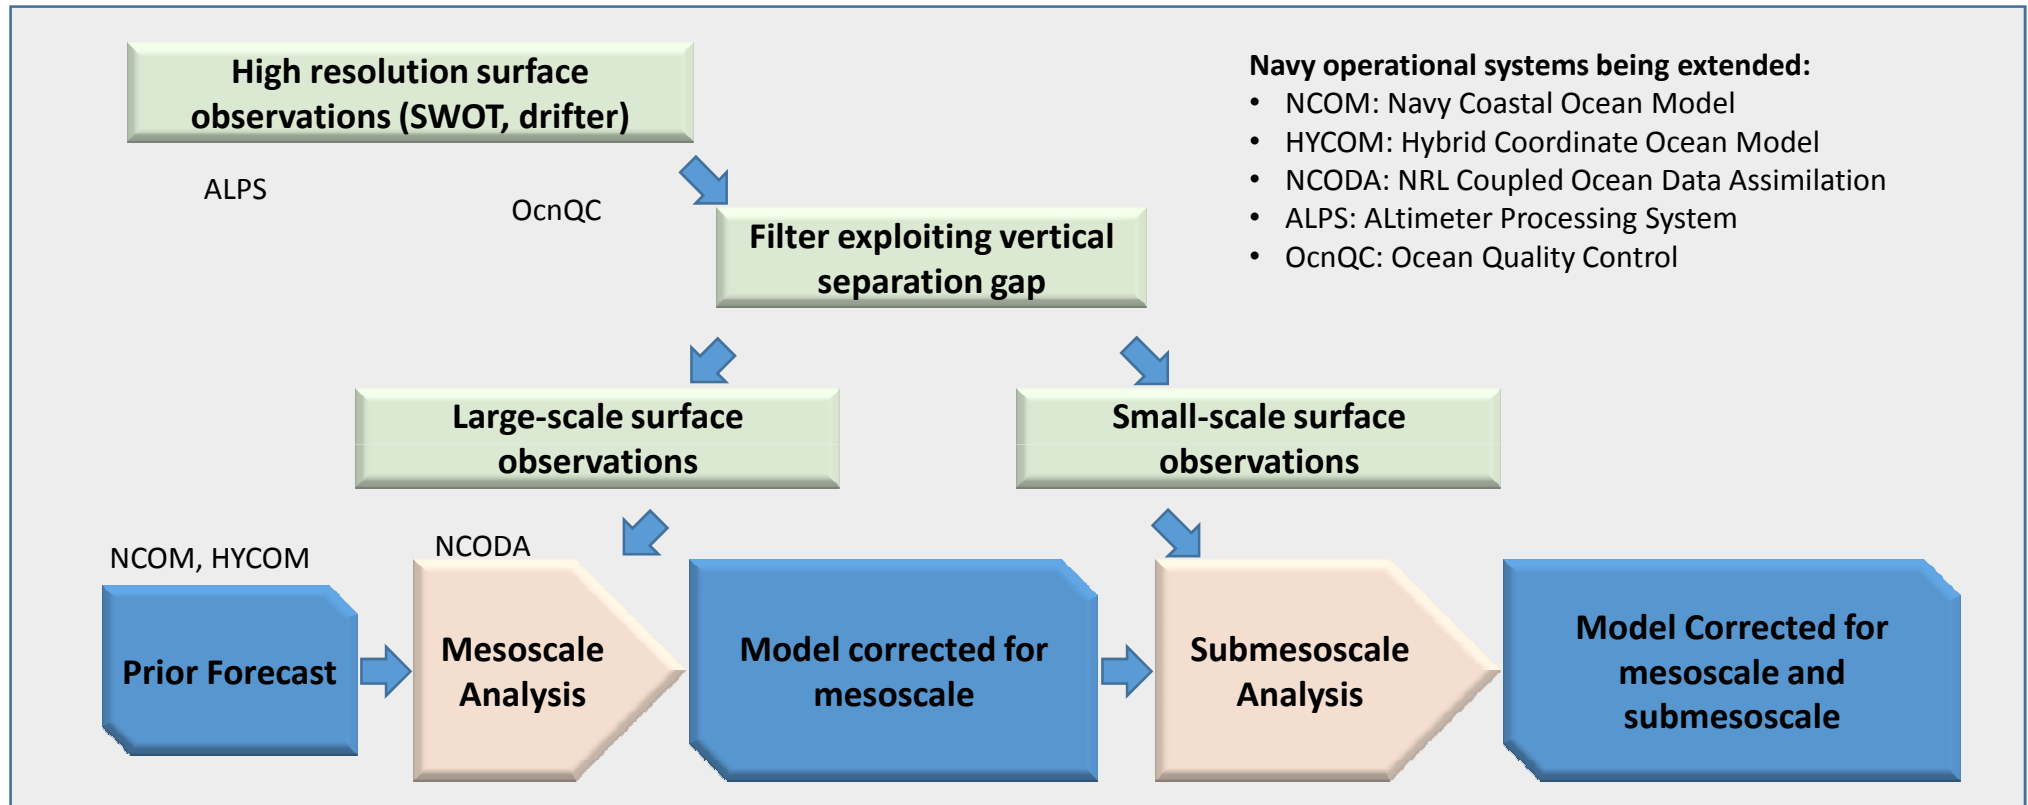 High resolution surface
observations (SWOT, drifter)
Navy operational systems being extended:
• NCOM: Navy Coastal Ocean Model
• HYCOM: Hybrid Coordinate Ocean Model
• NCODA: NRL Coupled Ocean Data Assimilation
• ALPS: ALtimeter Processing System
• OcnQC: Ocean Quality Control
ALPS
OcnQC
Filter exploiting vertical
separation gap
Large-scale surface
observations
Small-scale surface
observations
NCOM, HYCOM
NCODA
Prior Forecast
Mesoscale
Analysis
Model corrected for
mesoscale
Submesoscale
Analysis
Model Corrected for
mesoscale and
submesoscale